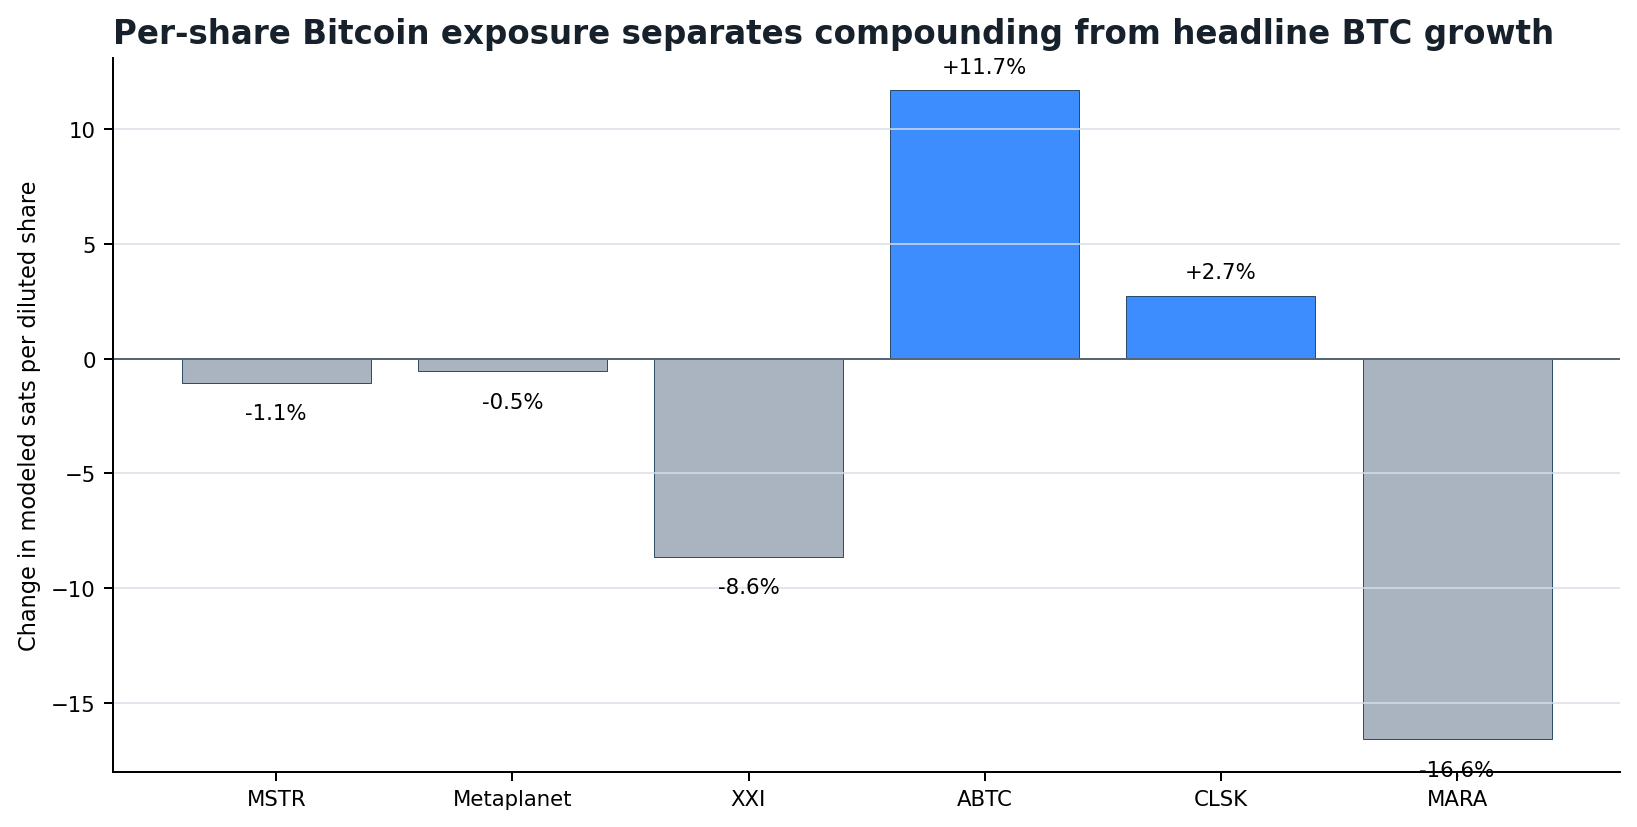 Per-share Bitcoin exposure separates compounding from headline BTC growth
Change in modeled sats per diluted share
10
5
0
−5
−10
−15
+11.7%
+2.7%
-1.1%
-0.5%
-8.6%
-16.6%
MSTR
Metaplanet
XXI
ABTC
CLSK
MARA